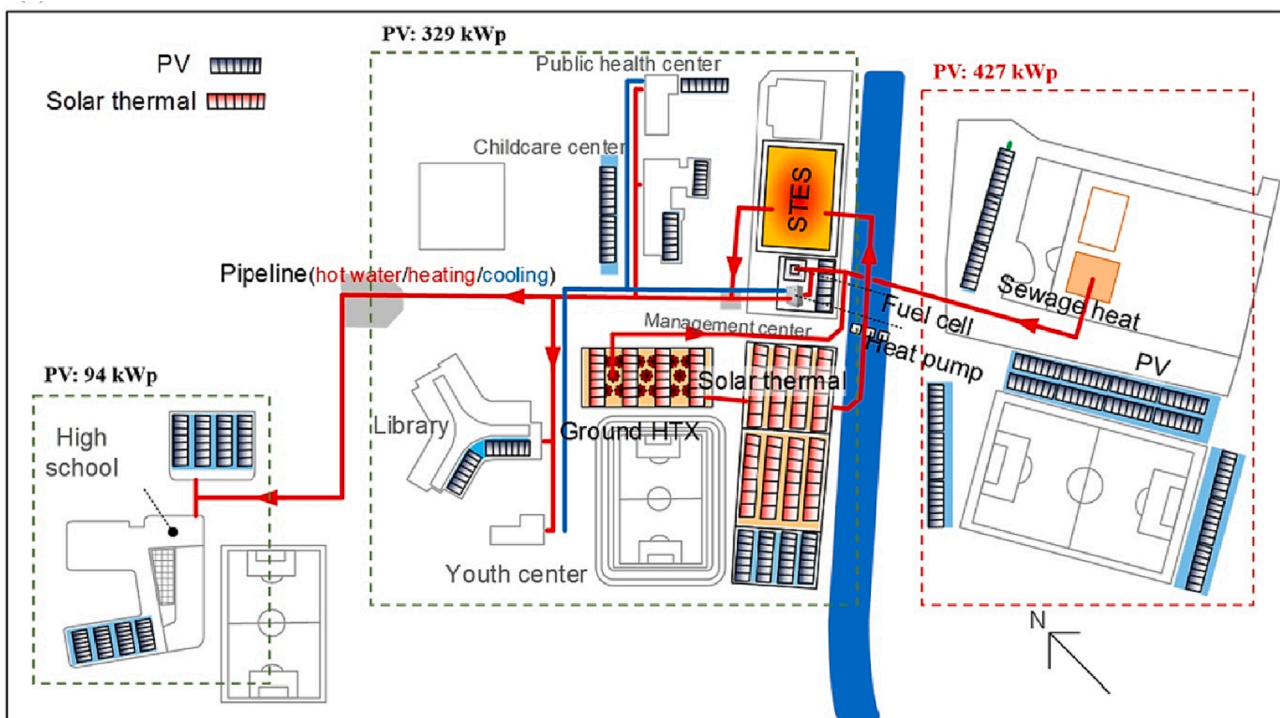 PV: 329 kWp
PV
Solar thermal
Public health center
PV: 427 kWp
Childcare center
STES
Pipeline(hot water/heating/cooling)
Sewage heat
Fuel cell
Management center
Heat pump
PV
PV: 94 kWp
Solar thermal
High
school
Library
Ground HTX
Youth center
N